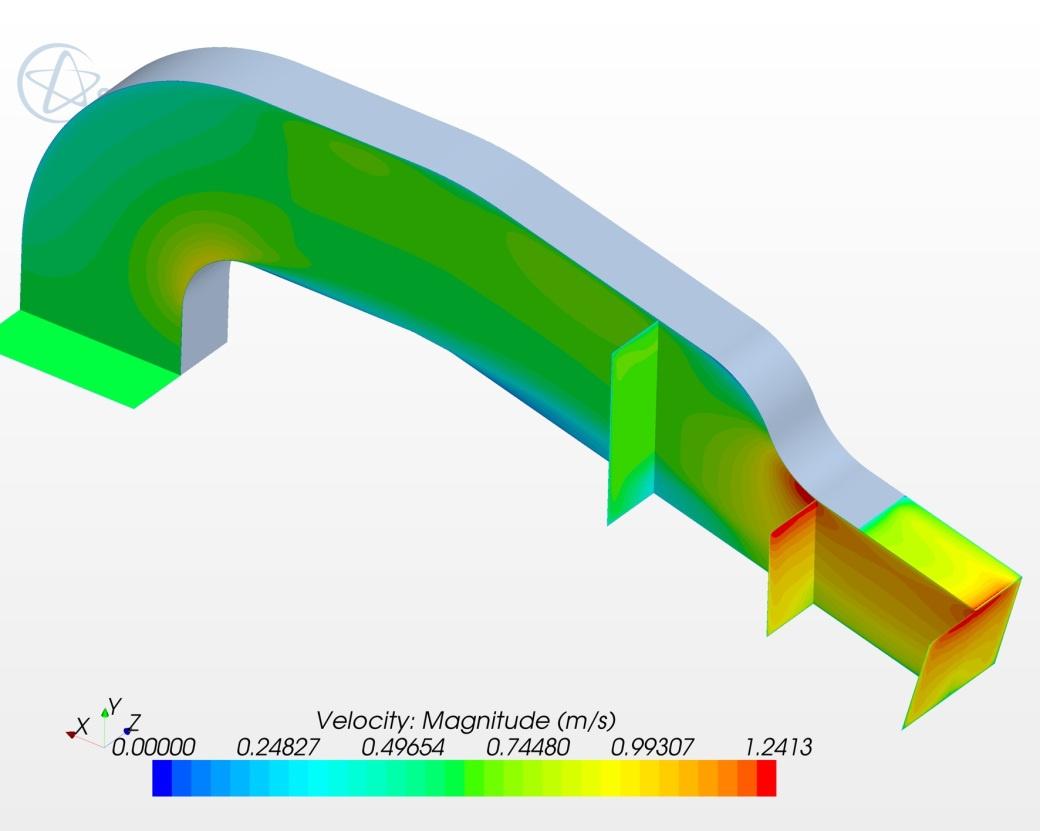 Velocity: Magnitude (m/s)
0.00000 0.24827 0.49654 0.74480 0.99307 1.2413
Y
X Z